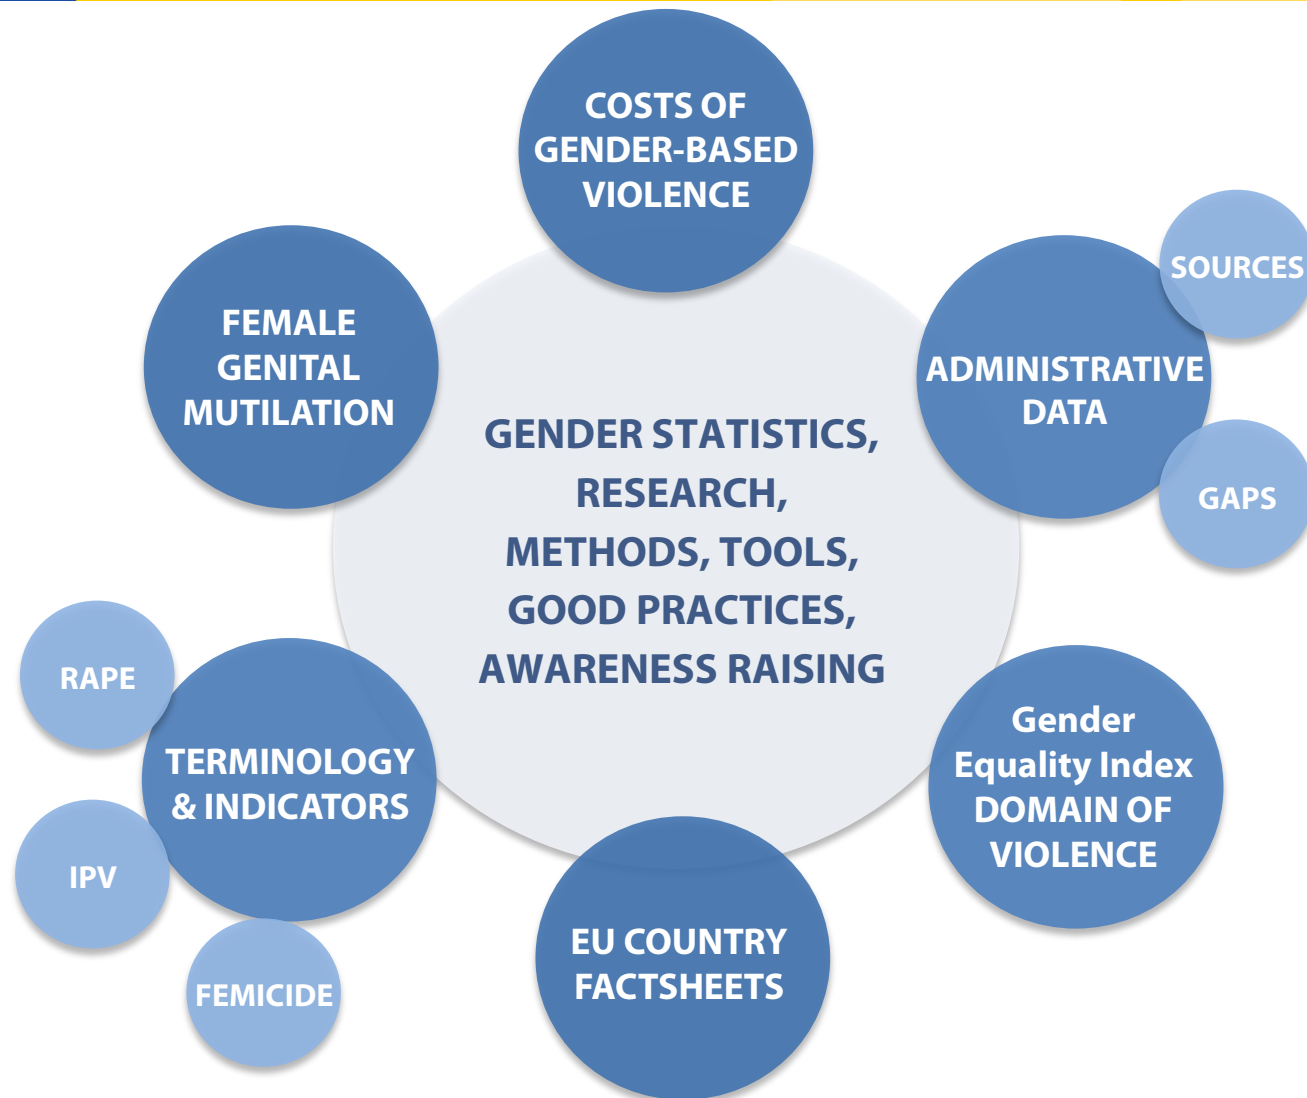 COSTS OF
GENDER-BASED
VIOLENCE
SOURCES
ADMINISTRATIVE
DATA
GAPS
FEMALE
GENITAL
MUTILATION
GENDER STATISTICS,
RESEARCH,
METHODS, TOOLS,
GOOD PRACTICES,
AWARENESS RAISING
RAPE
TERMINOLOGY
& INDICATORS
IPV
FEMICIDE
Gender
Equality Index
DOMAIN OF
VIOLENCE
EU COUNTRY
FACTSHEETS